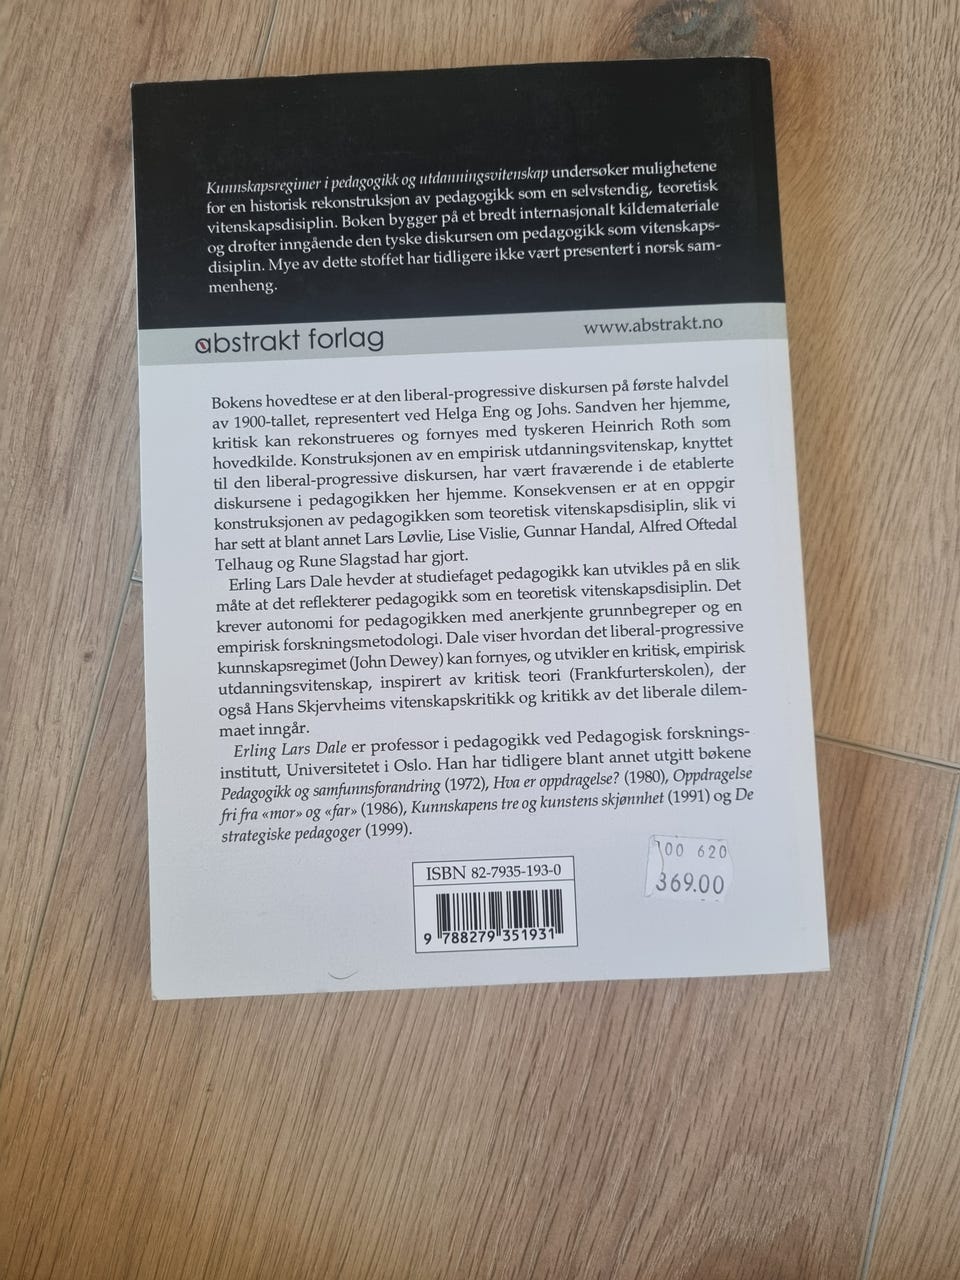 Kunnskapsregimer i pedagogikk og utdanningsvitenskap undersøker mulighetene
for en historisk rekonstruksjon av pedagogikk som en selvstendig, teoretisk
vitenskapsdisiplin. Boken bygger på et bredt internasjonalt kildemateriale
og drøfter inngående den tyske diskursen om pedagogikk som vitenskaps-
disiplin. Mye av dette stoffet har tidligere ikke vært presentert i norsk sam-
menheng.
abstrakt forlag
www.abstrakt.no
Bokens hovedtese er at den liberal-progressive diskursen på første halvdel
av 1900-tallet, representert ved Helga Eng og Johs. Sandven her hjemme,
kritisk kan rekonstrueres og fornyes med tyskeren Heinrich Roth som
hovedkilde. Konstruksjonen av en empirisk utdanningsvitenskap, knyttet
til den liberal-progressive diskursen, har vært fraværende i de etablerte
diskursene i pedagogikken her hjemme. Konsekvensen er at en oppgir
konstruksjonen av pedagogikken som teoretisk vitenskapsdisiplin, slik vi
har sett at blant annet Lars Løvlie, Lise Vislie, Gunnar Handal, Alfred Oftedal
Telhaug og Rune Slagstad har gjort.
Erling Lars Dale hevder at studiefaget pedagogikk kan utvikles på en slik
måte at det reflekterer pedagogikk som en teoretisk vitenskapsdisiplin. Det
krever autonomi for pedagogikken med anerkjente grunnbegreper og en
empirisk forskningsmetodologi. Dale viser hvordan det liberal-progressive
kunnskapsregimet (John Dewey) kan fornyes, og utvikler en kritisk, empirisk
utdanningsvitenskap, inspirert av kritisk teori (Frankfurterskolen), der
også Hans Skjervheims vitenskapskritikk og kritikk av det liberale dilem-
maet inngår.
Erling Lars Dale er professor i pedagogikk ved Pedagogisk forsknings-
institutt, Universitetet i Oslo. Han har tidligere blant annet utgitt bøkene
Pedagogikk og samfunnsforandring (1972), Hva er oppdragelse? (1980), Oppdragelse
fri fra «mor» og «far» (1986), Kunnskapens tre og kunstens skjønnhet (1991) og De
strategiske pedagoger (1999).
ISBN 82-7935-193-0
9 788279 351931
100 620
369.00